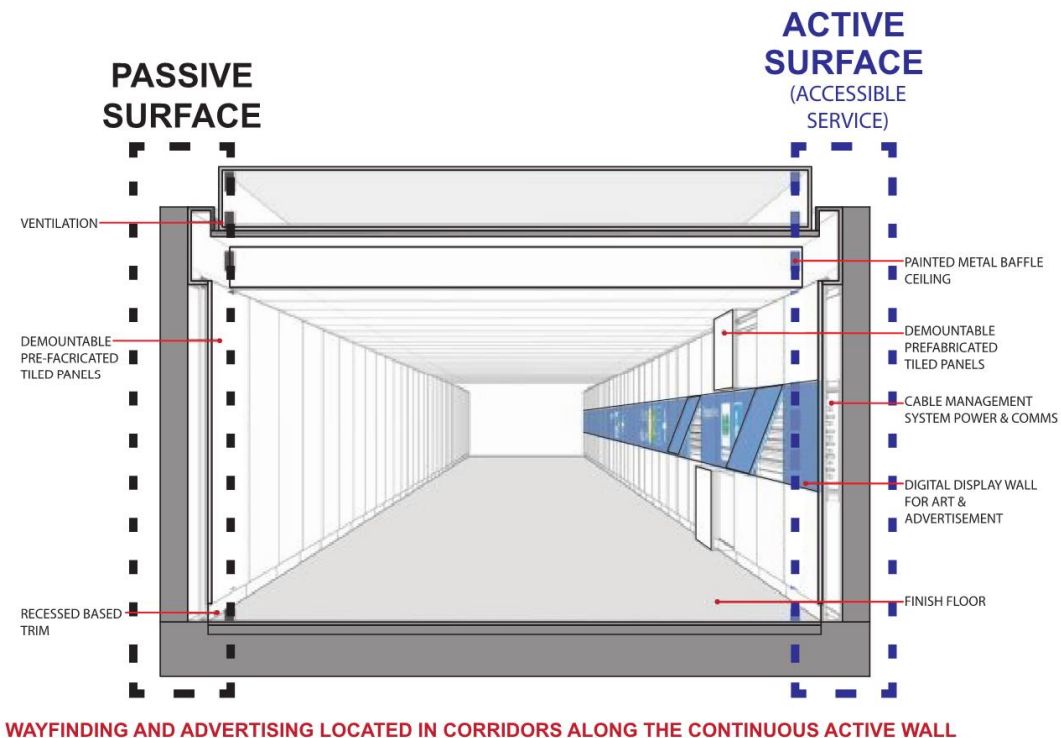 PASSIVE
SURFACE
ACTIVE
SURFACE
(ACCESSIBLE
SERVICE)
VENTILATION
DEMOUNTABLE
PRE-FACRICATED
TILED PANELS
RECESSED BASED
TRIM
PAINTED METAL BAFFLE
CEILING
DEMOUNTABLE
PREFABRICATED
TILED PANELS
CABLE MANAGEMENT
SYSTEM POWER & COMMS
DIGITAL DISPLAY WALL
FOR ART &
ADVERTISEMENT
FINISH FLOOR
WAYFINDING AND ADVERTISING LOCATED IN CORRIDORS ALONG THE CONTINUOUS ACTIVE WALL